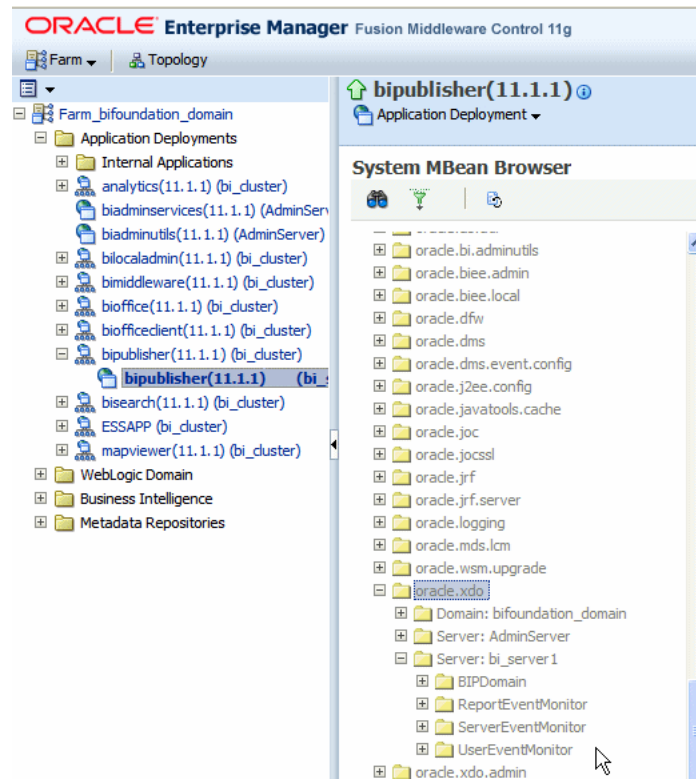 ORACLE Enterprise Manager Fusion Middleware Control 11g
Farm Topology
Farm_bifoundation_domain
Application Deployments
Internal Applications
analytics(11.1.1) (bi_cluster)
biadminservices(11.1.1) (AdminServ
biadminutils(11.1.1) (AdminServer)
bilocaladmin(11.1.1) (bi_cluster)
bimiddleware(11.1.1) (bi_cluster)
bioffice(11.1.1) (bi_cluster)
biofficeclient(11.1.1) (bi_cluster)
bipublisher(11.1.1) (bi_cluster)
bipublisher(11.1.1) (bi_s
bisearch(11.1.1) (bi_cluster)
ESSAPP (bi_cluster)
mapviewer(11.1.1) (bi_cluster)
WebLogic Domain
Business Intelligence
Metadata Repositories
bipublisher(11.1.1)
Application Deployment
System MBean Browser
oracle.bi.adminutils
oracle.biee.admin
oracle.biee.local
oracle.dfw
oracle.dms
oracle.dms.event.config
oracle.j2ee.config
oracle.javatools.cache
oracle.joc
oracle.jocssl
oracle.jrf
oracle.jrf.server
oracle.logging
oracle.mds.lcm
oracle.wsm.upgrade
oracle.xdo
Domain: bifoundation_domain
Server: AdminServer
Server: bi_server1
BIPDomain
ReportEventMonitor
ServerEventMonitor
UserEventMonitor
oracle.xdo.admin